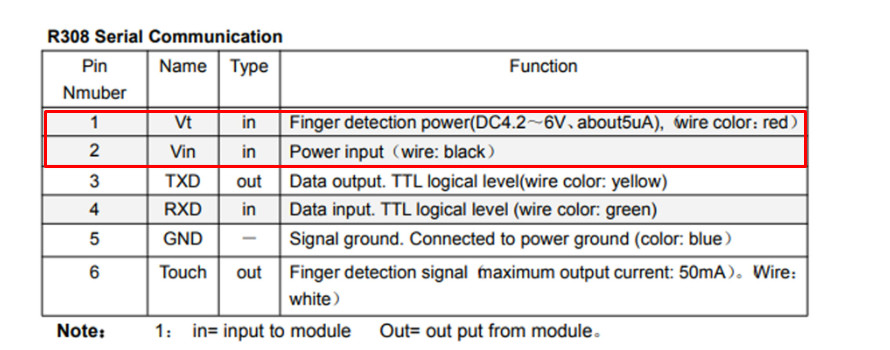 R308 Serial Communication
Pin Nmuber Name Type Function
1 Vt in Finger detection power(DC4.2～6V、about5uA), （wire color: red）
2 Vin in Power input（wire: black）
3 TXD out Data output. TTL logical level(wire color: yellow)
4 RXD in Data input. TTL logical level (wire color: green)
5 GND — Signal ground. Connected to power ground (color: blue）
6 Touch out Finger detection signal（maximum output current: 50mA）。Wire：
white）
Note： 1： in= input to module Out= out put from module。